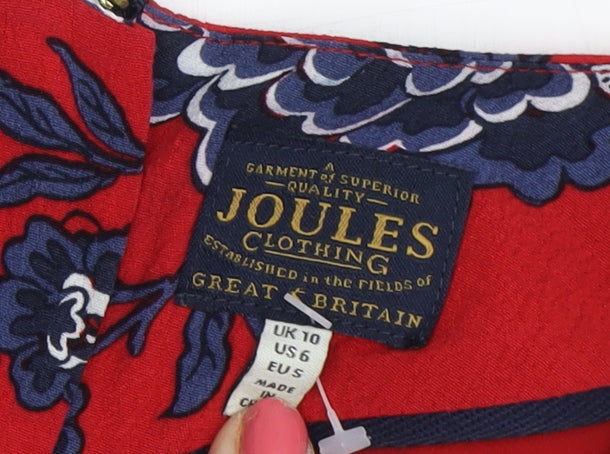 A
GARMENT of SUPERIOR
QUALITY
JOULES
CLOTHING
ESTABLISHED in the FIELDS of
GREAT BRITAIN
UK 10
US 6
EU S
MADE
IN